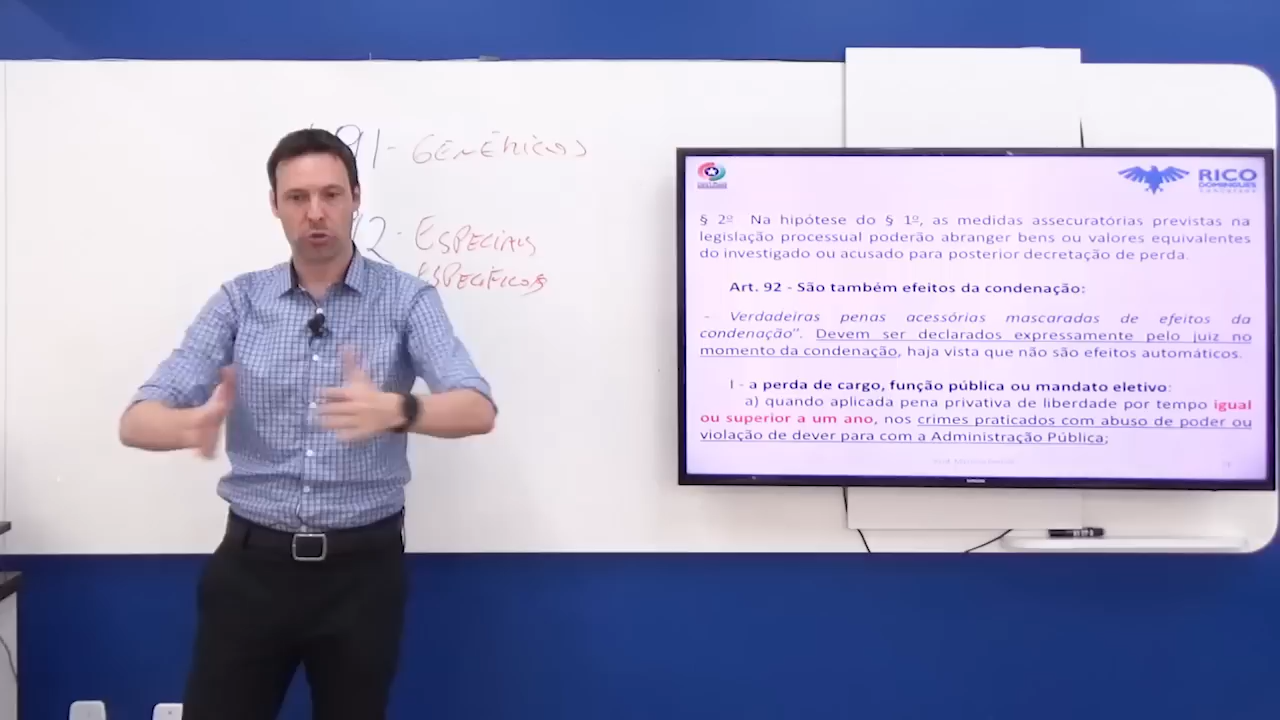 91 - GENÉRICOS
2 - ESPECIAIS
ESPECÍFICOS
RICO
DOMINGUES
§ 2º Na hipótese do § 1º, as medidas assecuratórias previstas na
legislação processual poderão abranger bens ou valores equivalentes
do investigado ou acusado para posterior decretação de perda.
Art. 92 - São também efeitos da condenação:
- Verdadeiras penas acessórias mascaradas de efeitos da
condenação”. Devem ser declarados expressamente pelo juiz no
momento da condenação, haja vista que não são efeitos automáticos.
I - a perda de cargo, função pública ou mandato eletivo:
a) quando aplicada pena privativa de liberdade por tempo igual
ou superior a um ano, nos crimes praticados com abuso de poder ou
violação de dever para com a Administração Pública;
SAMSUNG